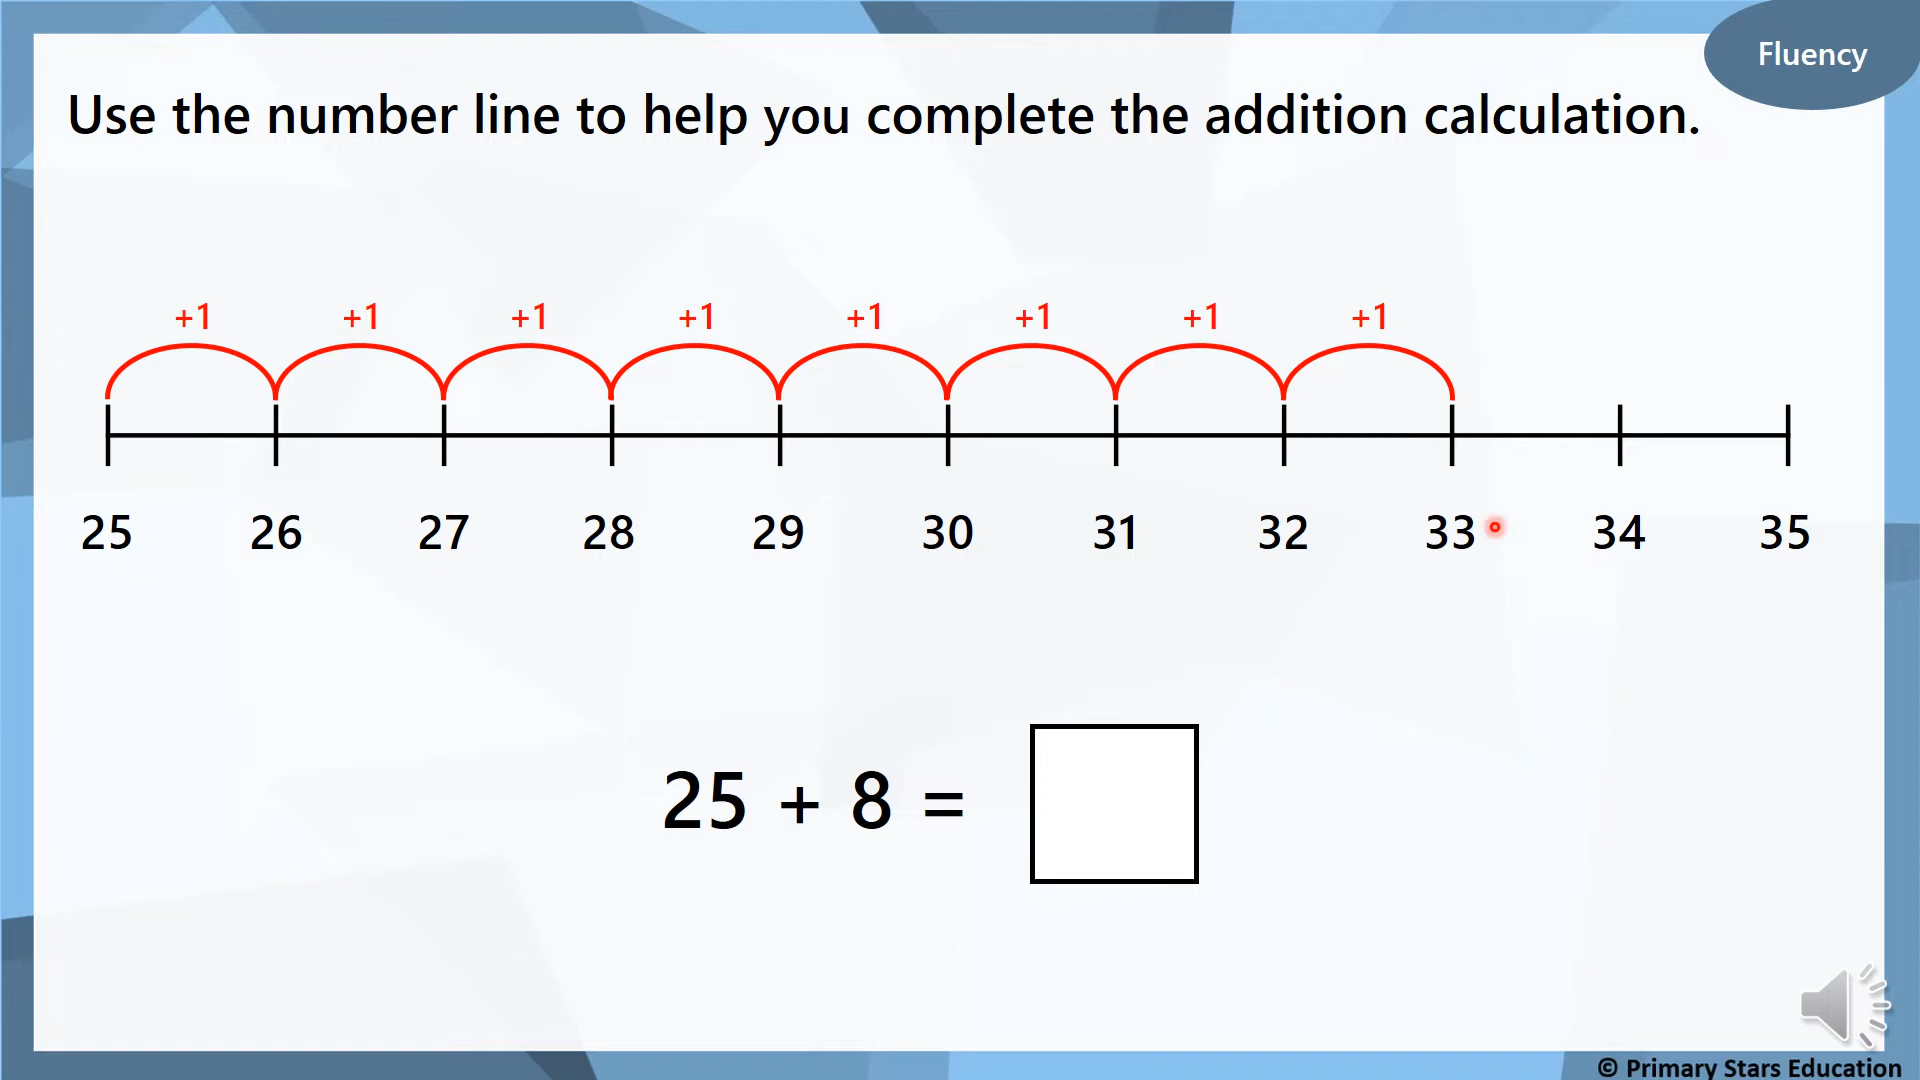 Fluency
Use the number line to help you complete the addition calculation.
+1 +1 +1 +1 +1 +1 +1 +1
25 26 27 28 29 30 31 32 33 34 35
25 + 8 =
© Primary Stars Education